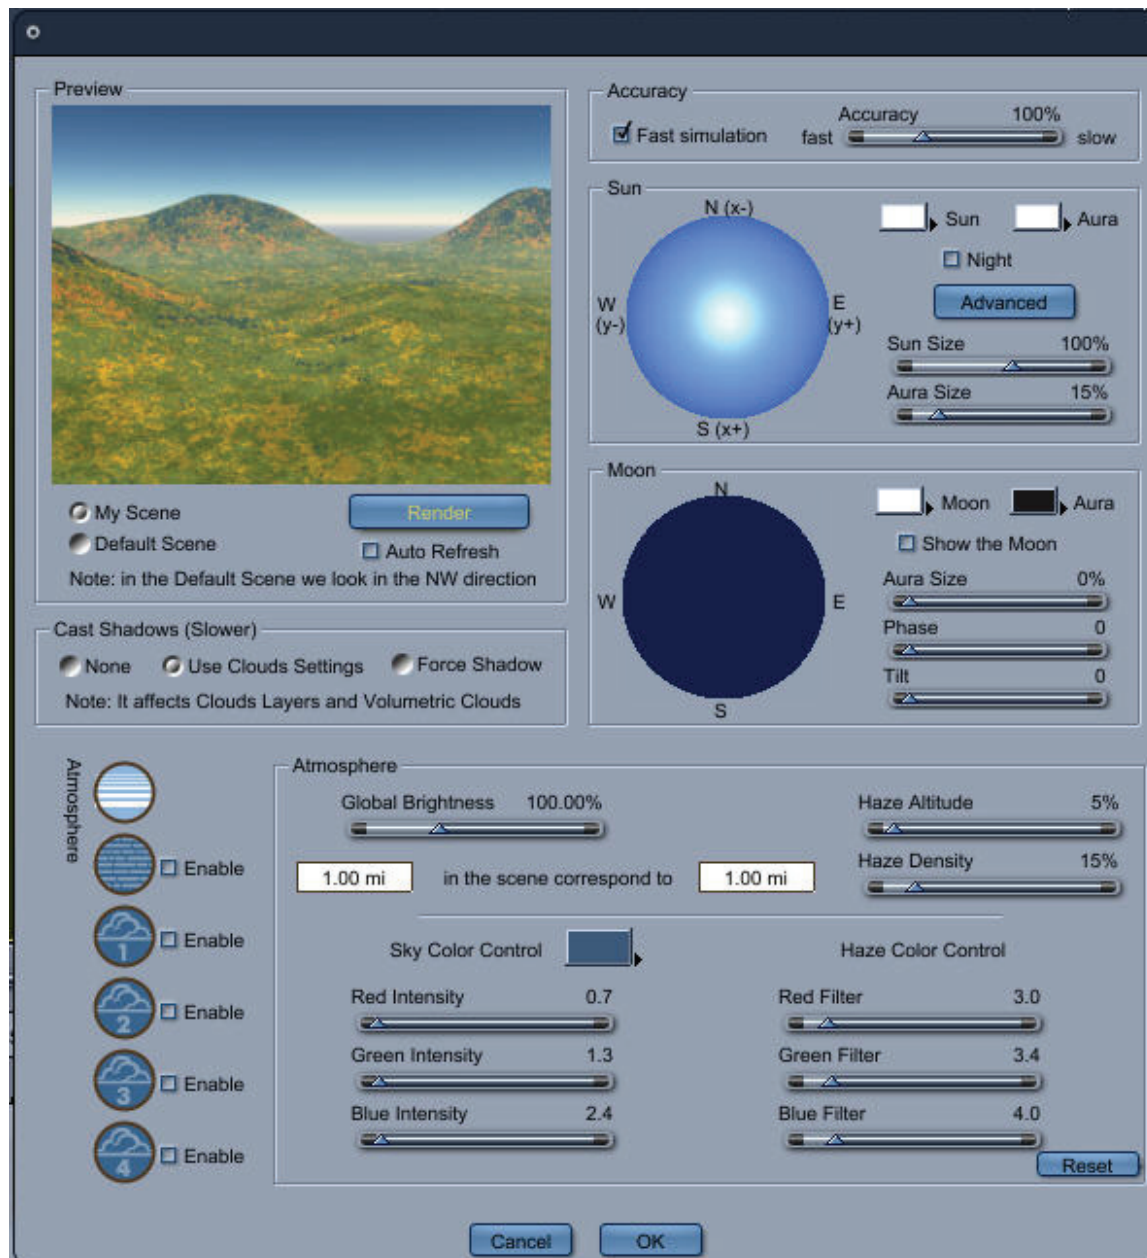 Preview
My Scene
Render
Default Scene
Auto Refresh
Note: in the Default Scene we look in the NW direction
Cast Shadows (Slower)
None Use Clouds Settings Force Shadow
Note: It affects Clouds Layers and Volumetric Clouds
Accuracy
Fast simulation
Accuracy 100%
fast slow
Sun
N (x-)
W
(y-)
E
(y+)
S (x+)
Sun Aura
Night
Advanced
Sun Size 100%
Aura Size 15%
Moon
N
W E
S
Moon Aura
Show the Moon
Aura Size 0%
Phase 0
Tilt 0
Atmosphere
Enable
1 Enable
2 Enable
3 Enable
4 Enable
Atmosphere
Global Brightness 100.00%
1.00 mi in the scene correspond to 1.00 mi
Haze Altitude 5%
Haze Density 15%
Sky Color Control
Red Intensity 0.7
Green Intensity 1.3
Blue Intensity 2.4
Haze Color Control
Red Filter 3.0
Green Filter 3.4
Blue Filter 4.0
Reset
Cancel OK